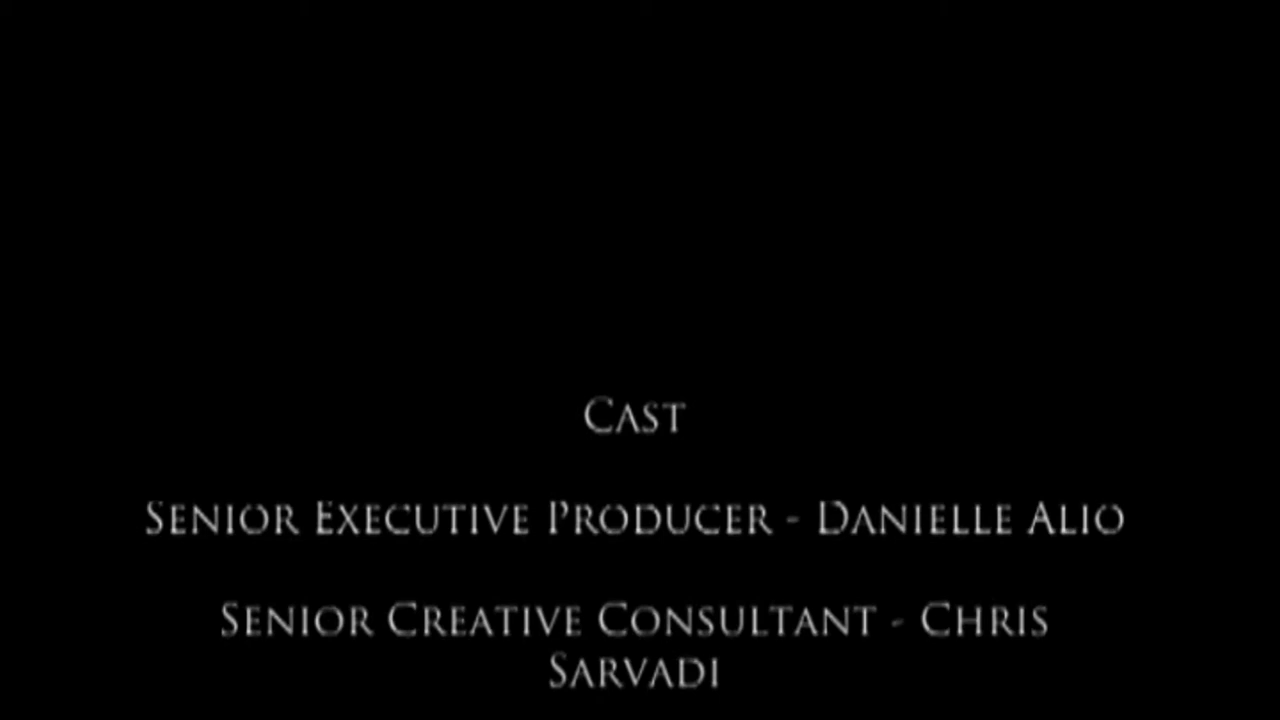 Cast
Senior Executive Producer - Danielle Alio
Senior Creative Consultant - Chris
Sarvadi